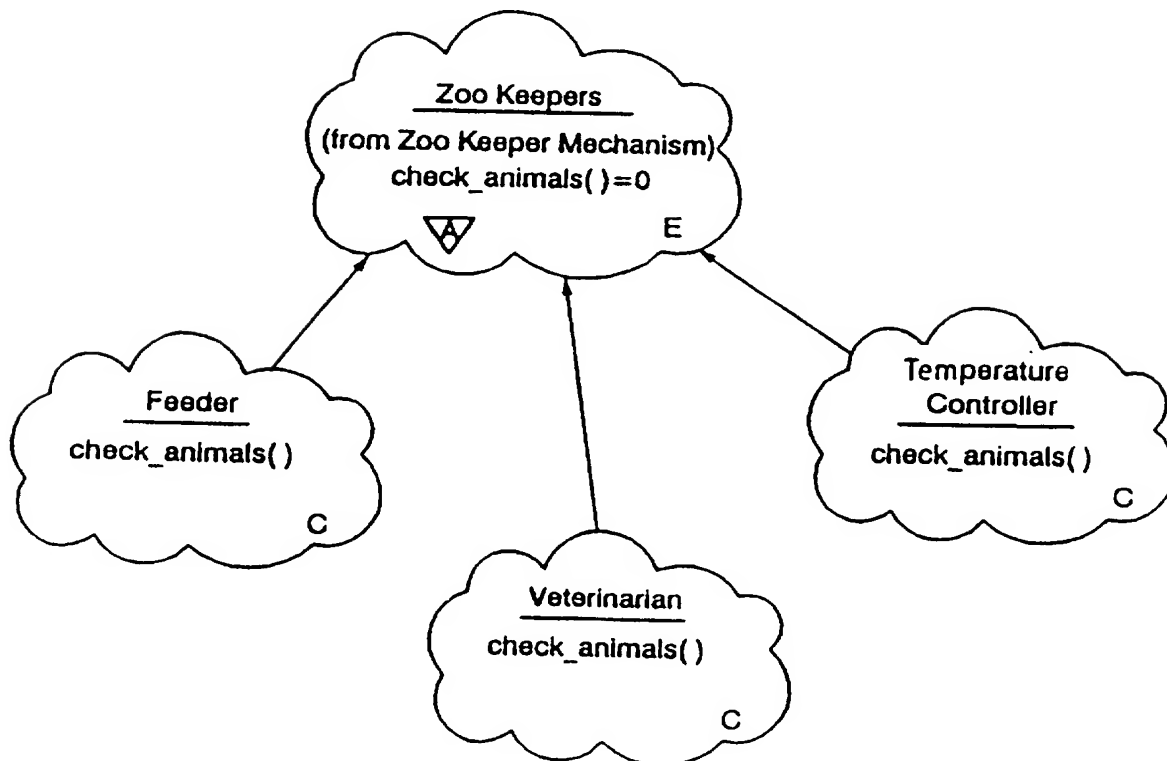 Zoo Keepers
(from Zoo Keeper Mechanism)
check_animals( )=0
A
E
Feeder
check_animals( )
C
Temperature
Controller
check_animals( )
C
Veterinarian
check_animals( )
C